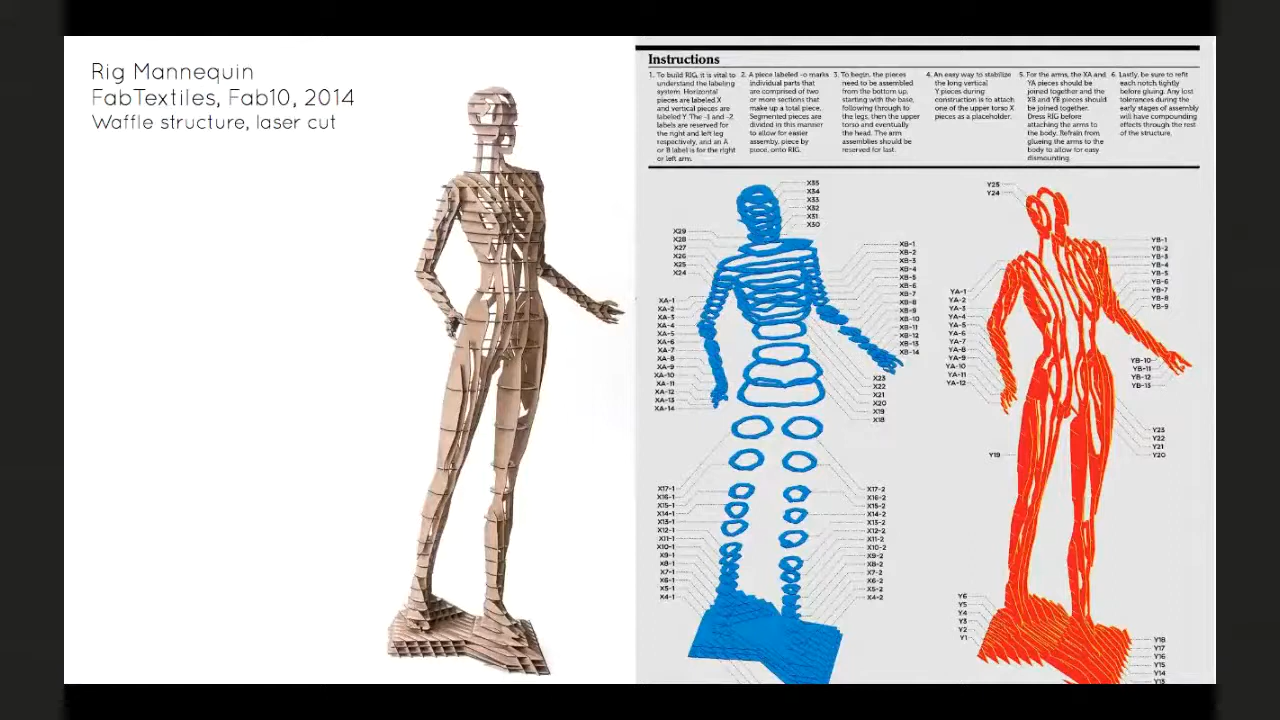 Rig Mannequin
FabTextiles, Fab10, 2014
Waffle structure, laser cut
Instructions
1. To build RIG, it is vital to
understand the labeling
system. Horizontal
pieces are labeled X
and vertical pieces are
labeled Y. The -1 and -2
labels are reserved for
the right and left leg
respectively, and an A
or B label is for the right
or left arm.
2. A piece labeled -o marks
individual parts that
are comprised of two
or more sections that
make up a total piece.
Segmented pieces are
divided in this manner
to allow for easier
assemby, piece by
piece, onto RIG.
3. To begin, the pieces
need to be assembled
from the bottom up,
starting with the base,
following through to
the legs, then the upper
torso and eventually
the head. The arm
assemblies should be
reserved for last.
4. An easy way to stabilize
the long vertical
Y pieces during
construction is to attach
one of the upper torso X
pieces as a placeholder.
5. For the arms, the XA and
YA pieces should be
joined together and the
XB and YB pieces should
be joined together.
Dress RIG before
attaching the arms to
the body. Refrain from
glueing the arms to the
body to allow for easy
dismounting.
6. Lastly, be sure to refit
each notch tightly
before glueing. Any lost
tolerances during the
early stages of assembly
will have compounding
effects through the rest
of the structure.
X35
X34
X33
X32
X31
X30
X29
X28
X27
X26
X25
X24
XA-1
XA-2
XA-3
XA-4
XA-5
XA-6
XA-7
XA-8
XA-9
XA-10
XA-11
XA-12
XA-13
XA-14
XB-1
XB-2
XB-3
XB-4
XB-5
XB-6
XB-7
XB-8
XB-9
XB-10
XB-11
XB-12
XB-13
XB-14
X23
X22
X21
X20
X19
X18
X17-1
X16-1
X15-1
X14-1
X13-1
X12-1
X11-1
X10-1
X9-1
X8-1
X7-1
X6-1
X5-1
X4-1
X17-2
X16-2
X15-2
X14-2
X13-2
X12-2
X11-2
X10-2
X9-2
X8-2
X7-2
X6-2
X5-2
X4-2
Y25
Y24
YA-1
YA-2
YA-3
YA-4
YA-5
YA-6
YA-7
YA-8
YA-9
YA-10
YA-11
YA-12
YB-1
YB-2
YB-3
YB-4
YB-5
YB-6
YB-7
YB-8
YB-9
YB-10
YB-11
YB-12
YB-13
Y23
Y22
Y21
Y20
Y19
Y6
Y5
Y4
Y3
Y2
Y1
Y18
Y17
Y16
Y15
Y14
Y13